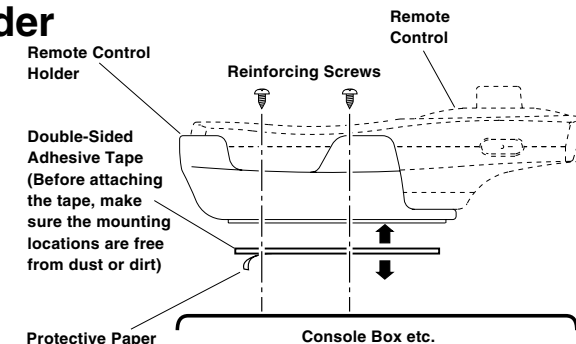 der
Remote
Control
Remote Control
Holder
Reinforcing Screws
Double-Sided
Adhesive Tape
(Before attaching
the tape, make
sure the mounting
locations are free
from dust or dirt)
Protective Paper
Console Box etc.